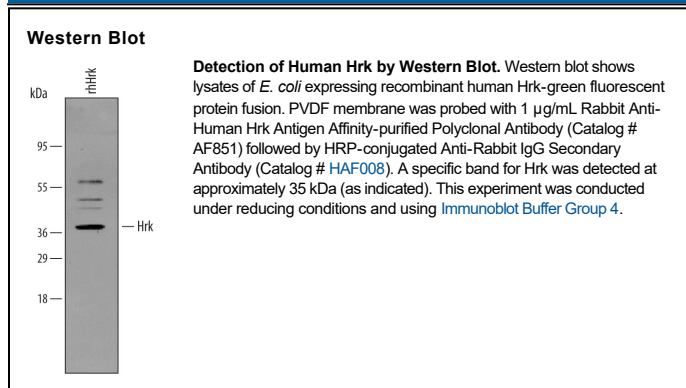 Western Blot
kDa
rhHrk
95
55
36
29
18
Hrk
Detection of Human Hrk by Western Blot. Western blot shows
lysates of E. coli expressing recombinant human Hrk-green fluorescent
protein fusion. PVDF membrane was probed with 1 µg/mL Rabbit Anti-
Human Hrk Antigen Affinity-purified Polyclonal Antibody (Catalog #
AF851) followed by HRP-conjugated Anti-Rabbit IgG Secondary
Antibody (Catalog # HAF008). A specific band for Hrk was detected at
approximately 35 kDa (as indicated). This experiment was conducted
under reducing conditions and using Immunoblot Buffer Group 4.